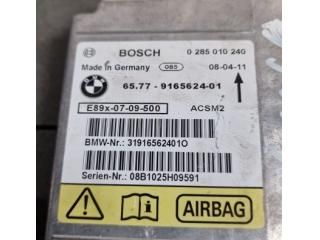 BOSCH 0 285 010 240
Made in Germany 085 08-04-11
BMW
65.77 - 9165624-01
E89x-07-09-500 ACSM2
BMW-Nr.: 31916562401O
Serien-Nr.: 08B1025H09591
AIRBAG